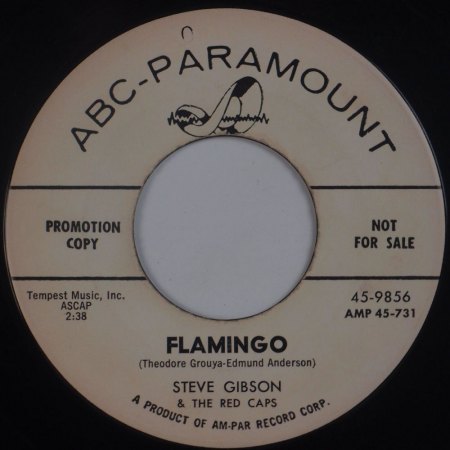 ABC-PARAMOUNT
PROMOTION
COPY
NOT
FOR SALE
Tempest Music, Inc.
ASCAP
2:38
45-9856
AMP 45-731
FLAMINGO
(Theodore Grouya-Edmund Anderson)
STEVE GIBSON
& THE RED CAPS
A PRODUCT OF AM-PAR RECORD CORP.